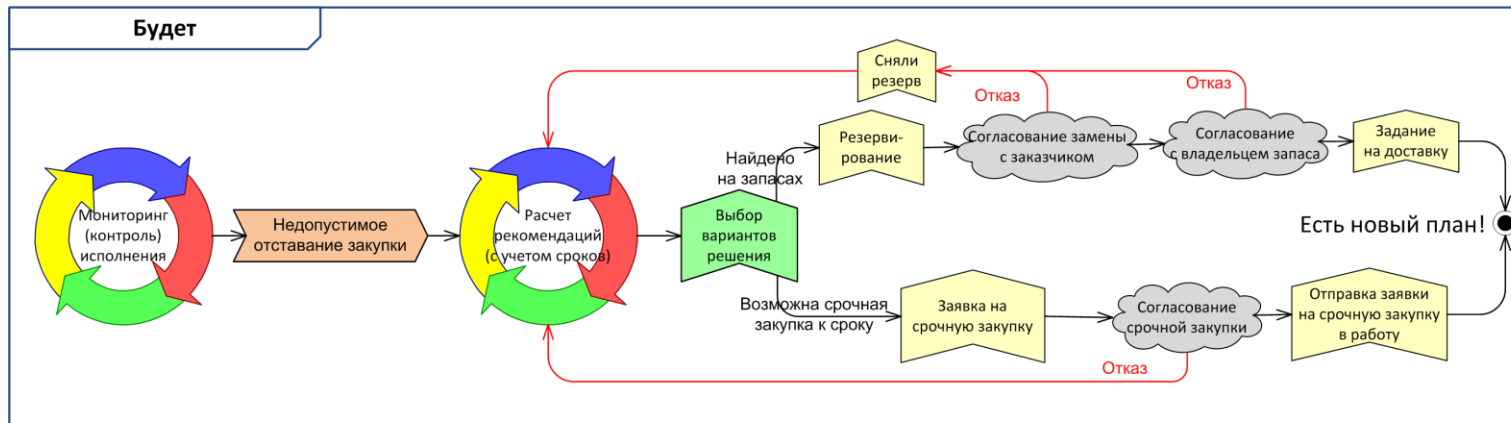 Будет
Сняли
резерв
Отказ
Отказ
Найдено
на запасах
Резерви-
рование
Согласование замены
с заказчиком
Согласование
с владельцем запаса
Задание
на доставку
Мониторинг
(контроль)
исполнения
Недопустимое
отставание закупки
Расчет
рекомендаций
(с учетом сроков)
Выбор
вариантов
решения
Есть новый план!
Возможна срочная
закупка к сроку
Заявка на
срочную закупку
Согласование
срочной закупки
Отправка заявки
на срочную закупку
в работу
Отказ